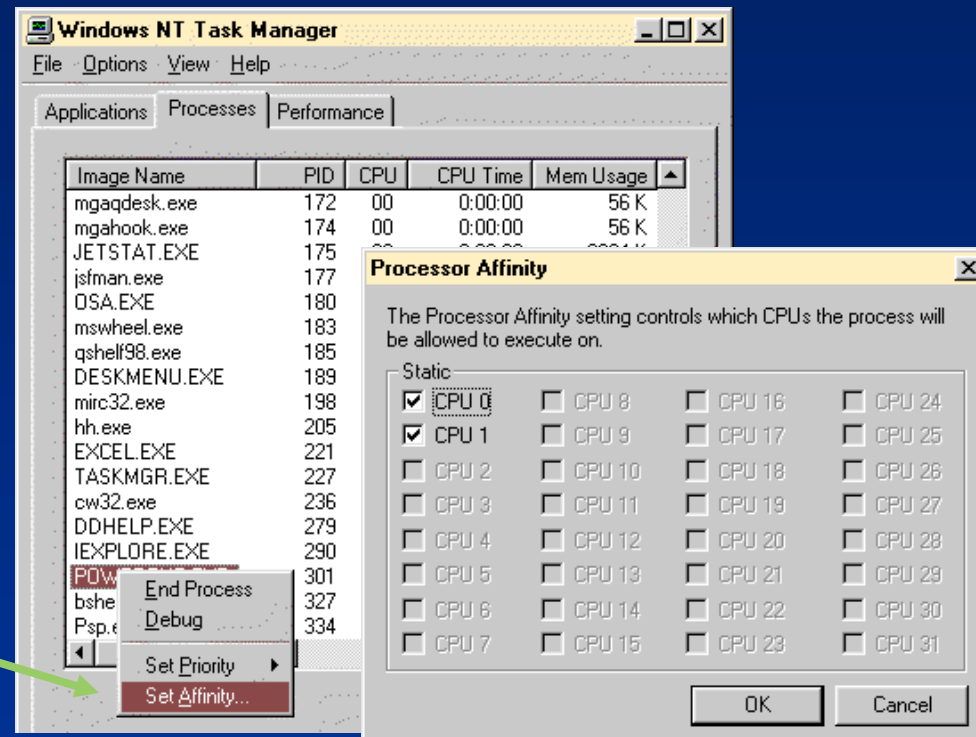 Windows NT Task Manager
File Options View Help
Applications Processes Performance
Image Name PID CPU CPU Time Mem Usage
mgaqdesk.exe 172 00 0:00:00 56 K
mgahook.exe 174 00 0:00:00 56 K
JETSTAT.EXE 175
jsfman.exe 177
OSA.EXE 180
mswheel.exe 183
qshelf98.exe 185
DESKMENU.EXE 189
mirc32.exe 198
hh.exe 205
EXCEL.EXE 221
TASKMGR.EXE 227
cw32.exe 236
DDHELP.EXE 279
IEXPLORE.EXE 290
POW 301
bshe 327
Psp.e 334
End Process
Debug
Set Priority
Set Affinity...
Processor Affinity
The Processor Affinity setting controls which CPUs the process will
be allowed to execute on.
Static
CPU 0 CPU 8 CPU 16 CPU 24
CPU 1 CPU 9 CPU 17 CPU 25
CPU 2 CPU 10 CPU 18 CPU 26
CPU 3 CPU 11 CPU 19 CPU 27
CPU 4 CPU 12 CPU 20 CPU 28
CPU 5 CPU 13 CPU 21 CPU 29
CPU 6 CPU 14 CPU 22 CPU 30
CPU 7 CPU 15 CPU 23 CPU 31
OK Cancel